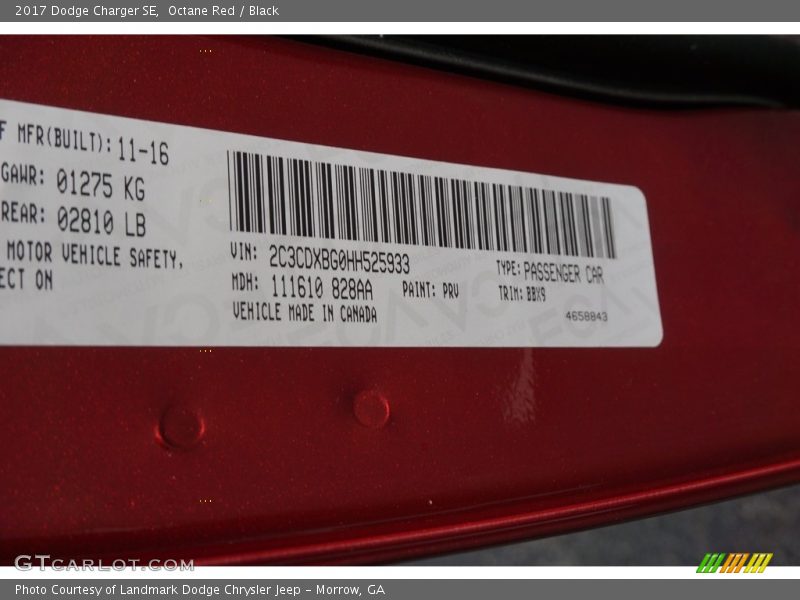 2017 Dodge Charger SE, Octane Red / Black
F MFR(BUILT): 11-16
GAWR: 01275 KG
REAR: 02810 LB
MOTOR VEHICLE SAFETY,
ECT ON
VIN: 2C3CDXBG0HH525933
MDH: 111610 828AA
PAINT: PRV
VEHICLE MADE IN CANADA
TYPE: PASSENGER CAR
TRIM: BBX9
4658843
GTCARLOT.COM
Photo Courtesy of Landmark Dodge Chrysler Jeep – Morrow, GA